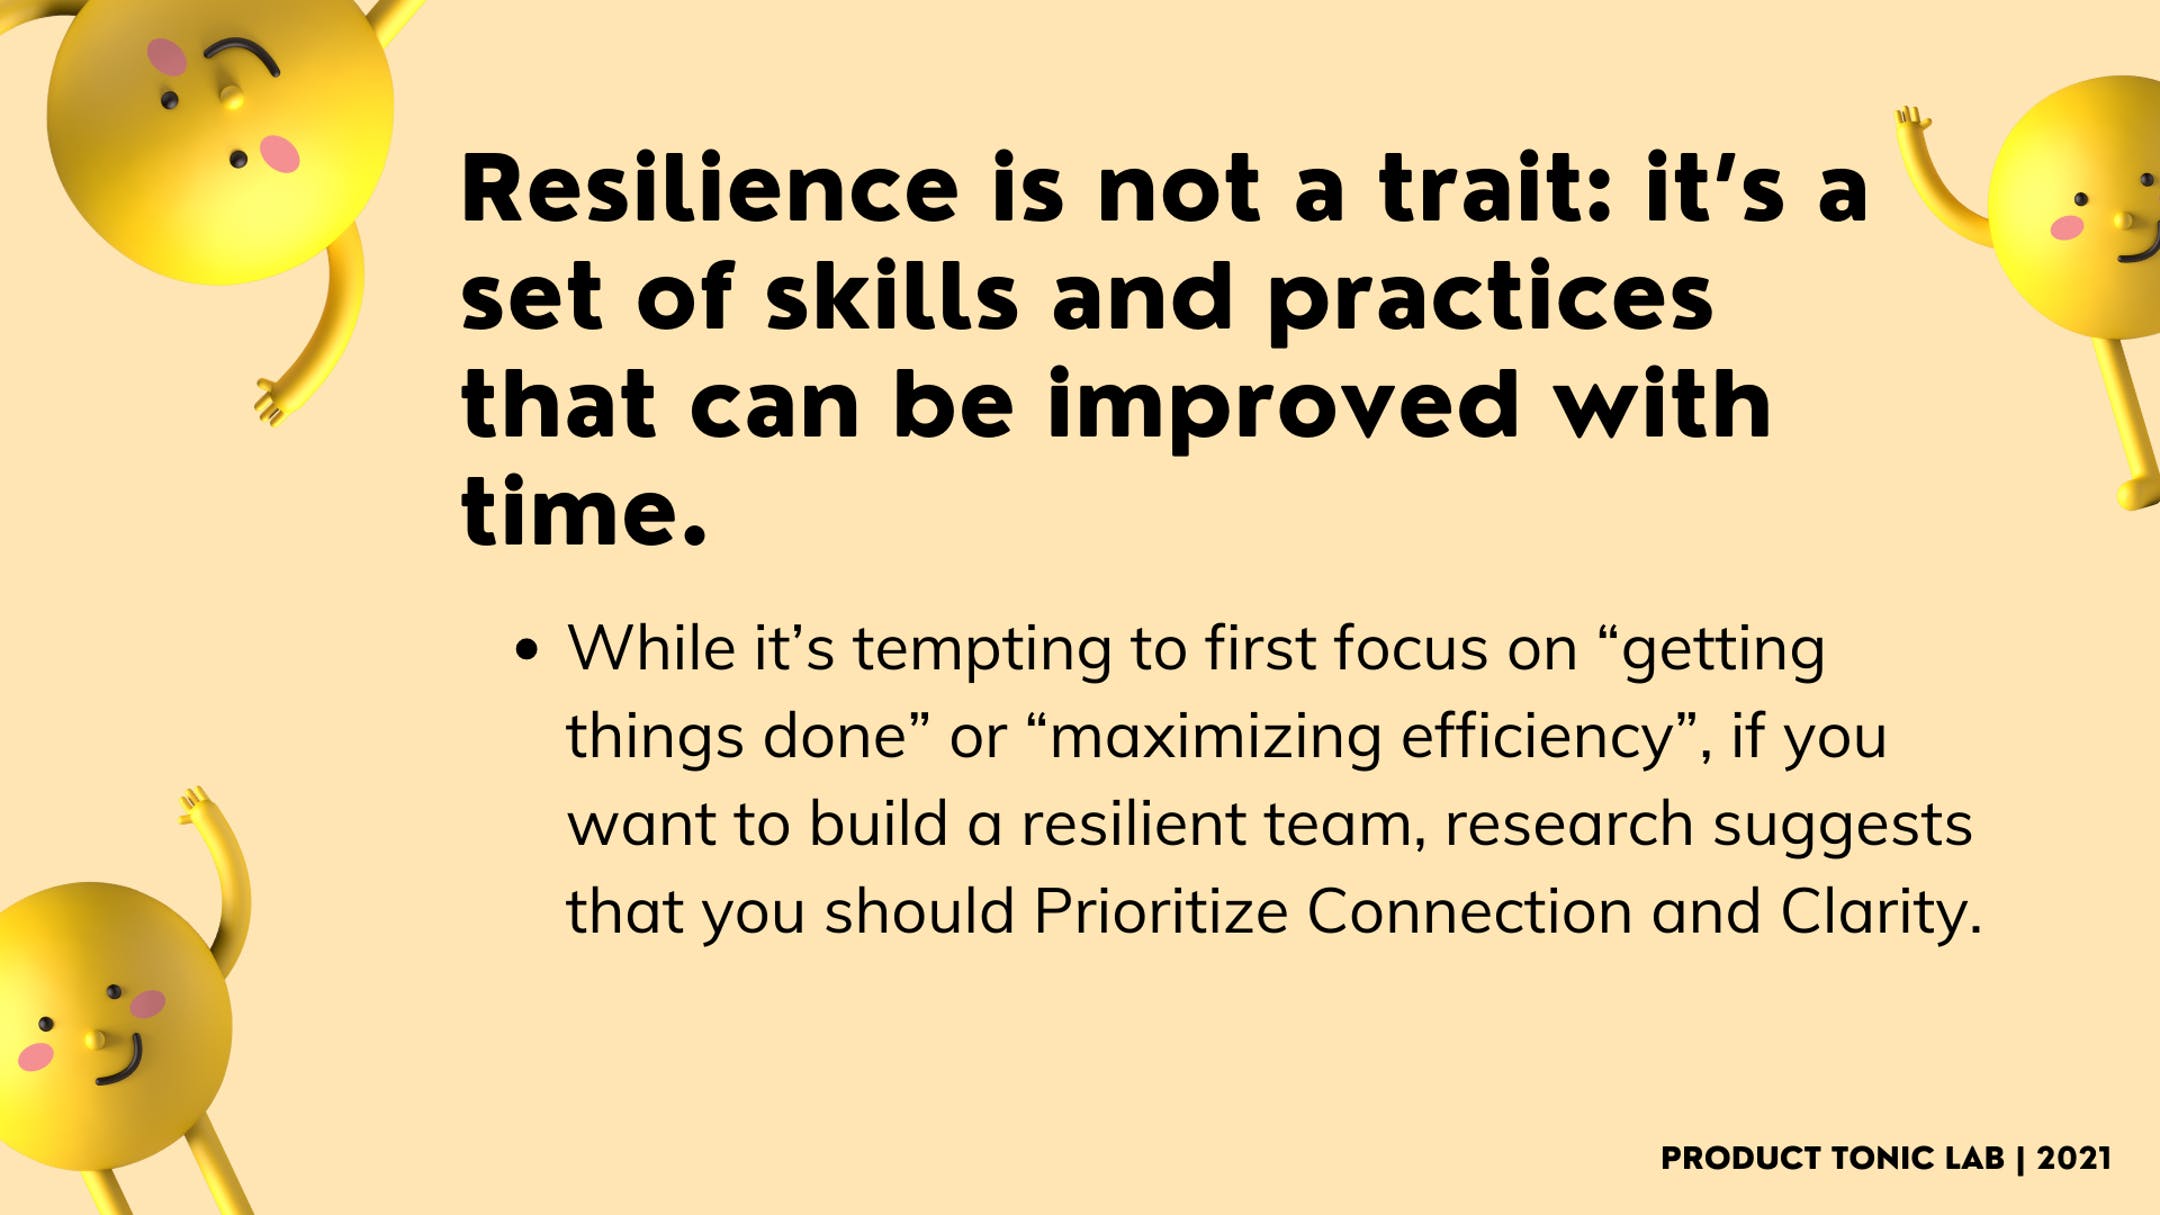 Resilience is not a trait: it’s a
set of skills and practices
that can be improved with
time.
• While it’s tempting to first focus on “getting
things done” or “maximizing efficiency”, if you
want to build a resilient team, research suggests
that you should Prioritize Connection and Clarity.
PRODUCT TONIC LAB | 2021